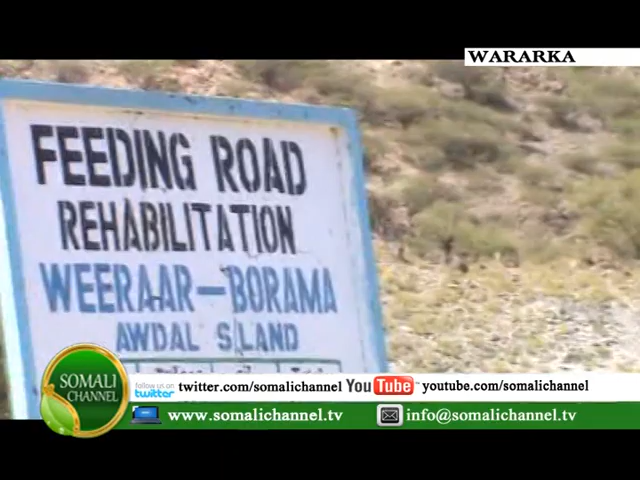 WARARKA
FEEDING ROAD
REHABILITATION
WEERAAR-BORAMA
AWDAL S/LAND
SOMALI
CHANNEL
follow us on
twitter
twitter.com/somalichannel
YouTube
youtube.com/somalichannel
www.somalichannel.tv
info@somalichannel.tv